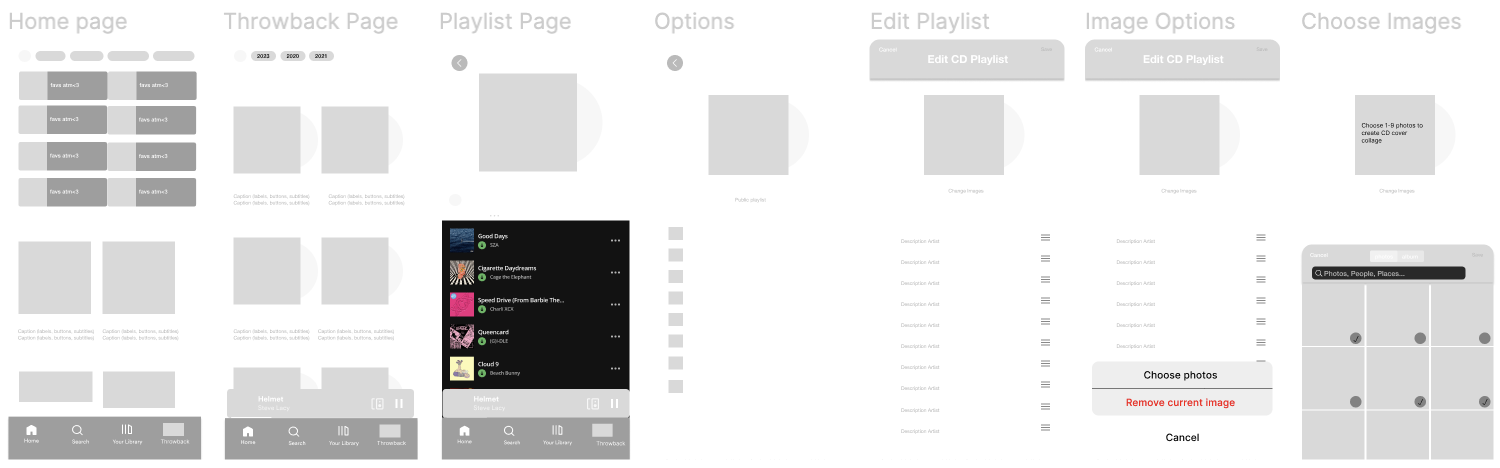 Home page
Throwback Page
Playlist Page
Options
Edit Playlist
Image Options
Choose Images
favs atm<3
favs atm<3
favs atm<3
favs atm<3
favs atm<3
favs atm<3
favs atm<3
favs atm<3
Caption (labels, buttons, subtitles)
Caption (labels, buttons, subtitles)
Caption (labels, buttons, subtitles)
Caption (labels, buttons, subtitles)
Home
Search
Your Library
Throwback
2023
2020
2021
Caption (labels, buttons, subtitles)
Caption (labels, buttons, subtitles)
Caption (labels, buttons, subtitles)
Caption (labels, buttons, subtitles)
Caption (labels, buttons, subtitles)
Caption (labels, buttons, subtitles)
Caption (labels, buttons, subtitles)
Caption (labels, buttons, subtitles)
Helmet
Steve Lacy
Home
Search
Your Library
Throwback
Good Days
SZA
Cigarette Daydreams
Cage the Elephant
Speed Drive (From Barbie The...
Charli XCX
Queencard
(G)I-DLE
Cloud 9
Beach Bunny
Helmet
Steve Lacy
Home
Search
Your Library
Throwback
Public playlist
Cancel
Save
Edit CD Playlist
Change Images
Description Artist
Description Artist
Description Artist
Description Artist
Description Artist
Description Artist
Description Artist
Description Artist
Description Artist
Description Artist
Cancel
Save
Edit CD Playlist
Change Images
Description Artist
Description Artist
Description Artist
Description Artist
Description Artist
Description Artist
Choose photos
Remove current image
Cancel
Choose 1-9 photos to
create CD cover
collage
Change Images
Cancel
Photos, People, Places...